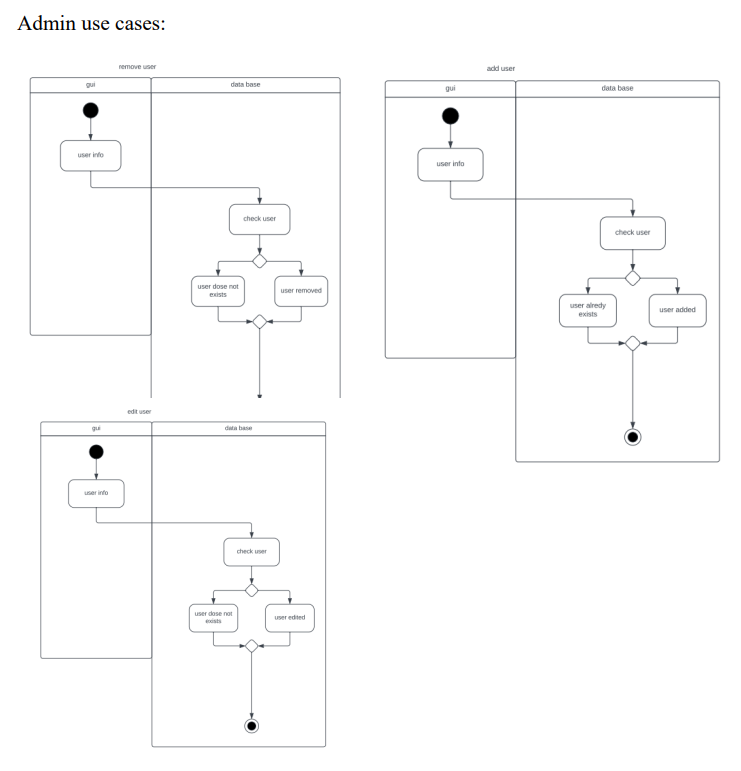 Admin use cases:
remove user
gui
data base
user info
check user
user dose not
exists
user removed
add user
gui
data base
user info
check user
user alredy
exists
user added
edit user
gui
data base
user info
check user
user dose not
exists
user edited